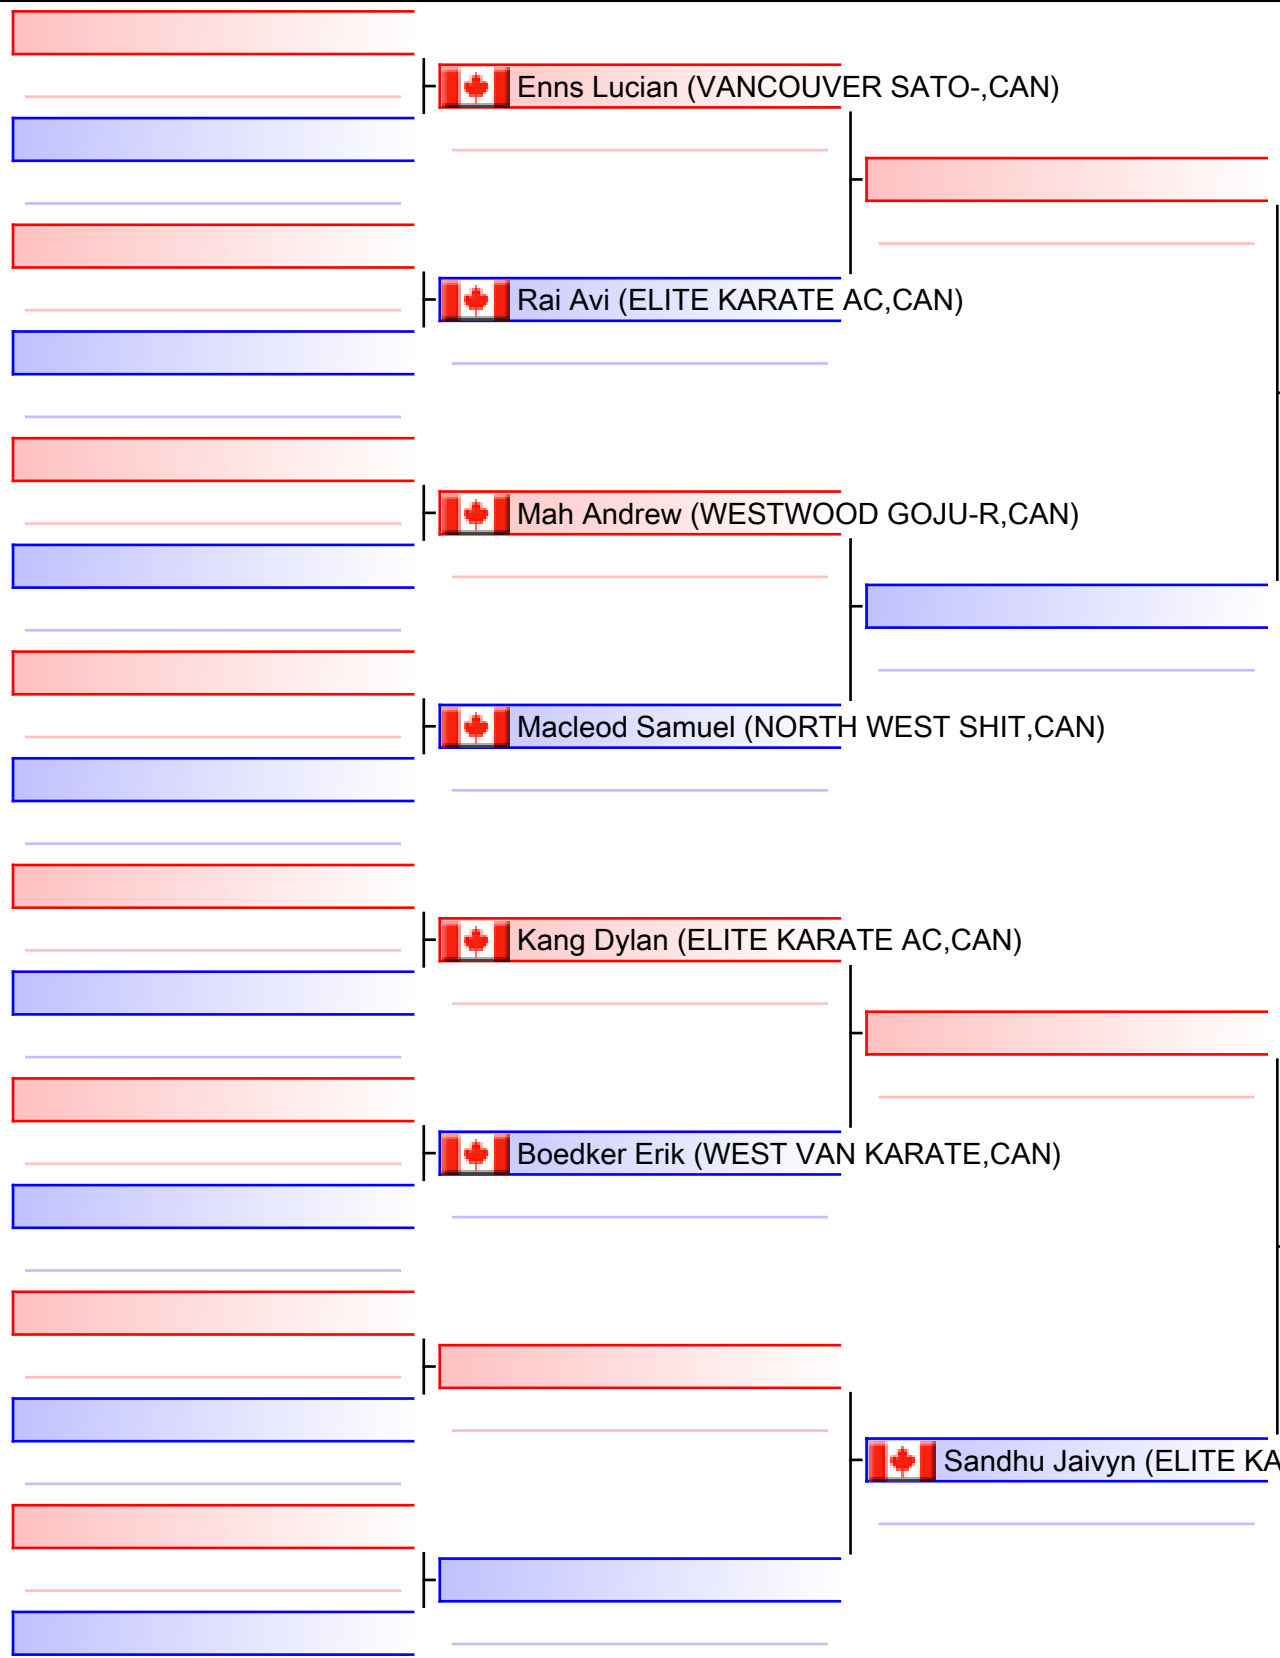 Enns Lucian (VANCOUVER SATO-,CAN)
Rai Avi (ELITE KARATE AC,CAN)
Mah Andrew (WESTWOOD GOJU-R,CAN)
Macleod Samuel (NORTH WEST SHIT,CAN)
Kang Dylan (ELITE KARATE AC,CAN)
Boedker Erik (WEST VAN KARATE,CAN)
Sandhu Jaivyn (ELITE KA